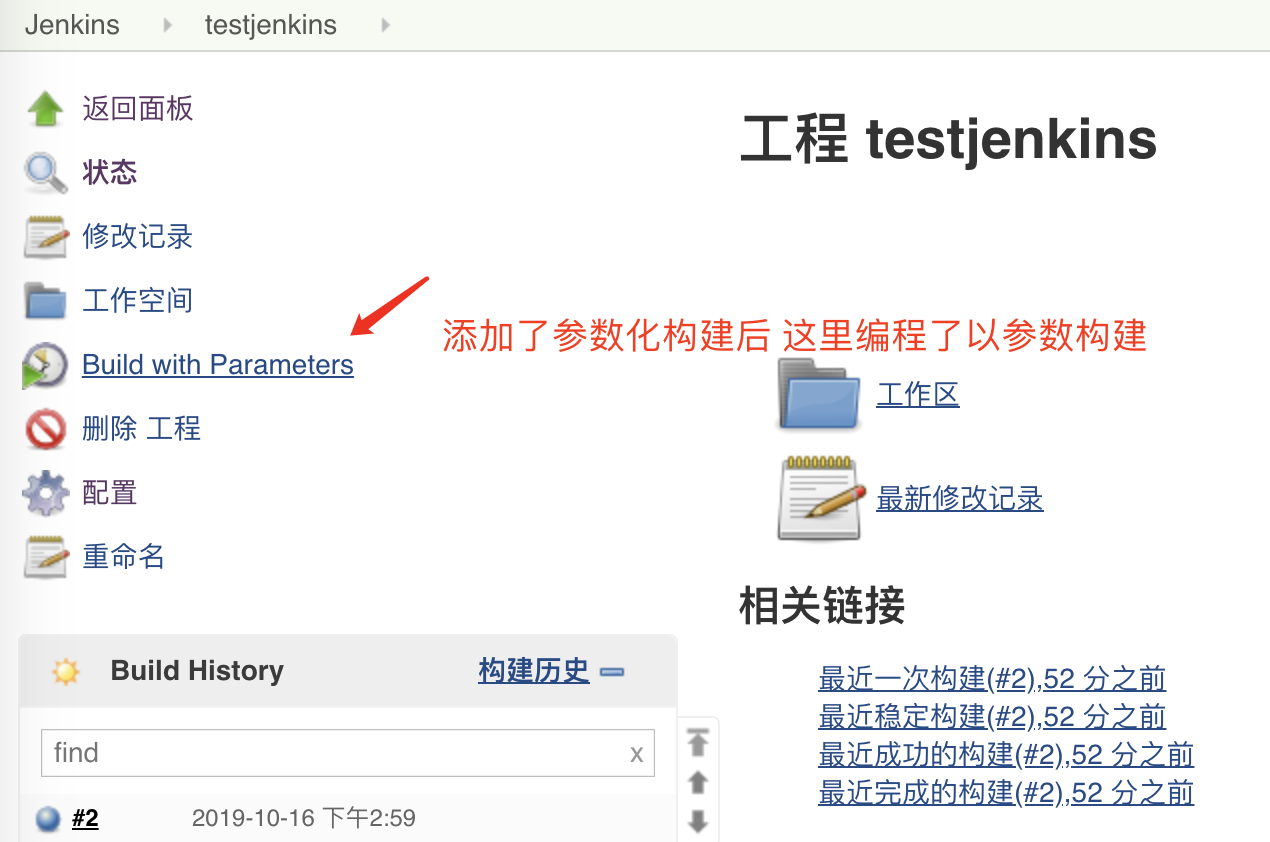 Jenkins testjenkins
返回面板
状态
修改记录
工作空间
Build with Parameters
删除 工程
配置
重命名
工程 testjenkins
添加了参数化构建后 这里编程了以参数构建
工作区
最新修改记录
相关链接
最近一次构建(#2),52 分之前
最近稳定构建(#2),52 分之前
最近成功的构建(#2),52 分之前
最近完成的构建(#2),52 分之前
Build History 构建历史
find x
#2 2019-10-16 下午2:59